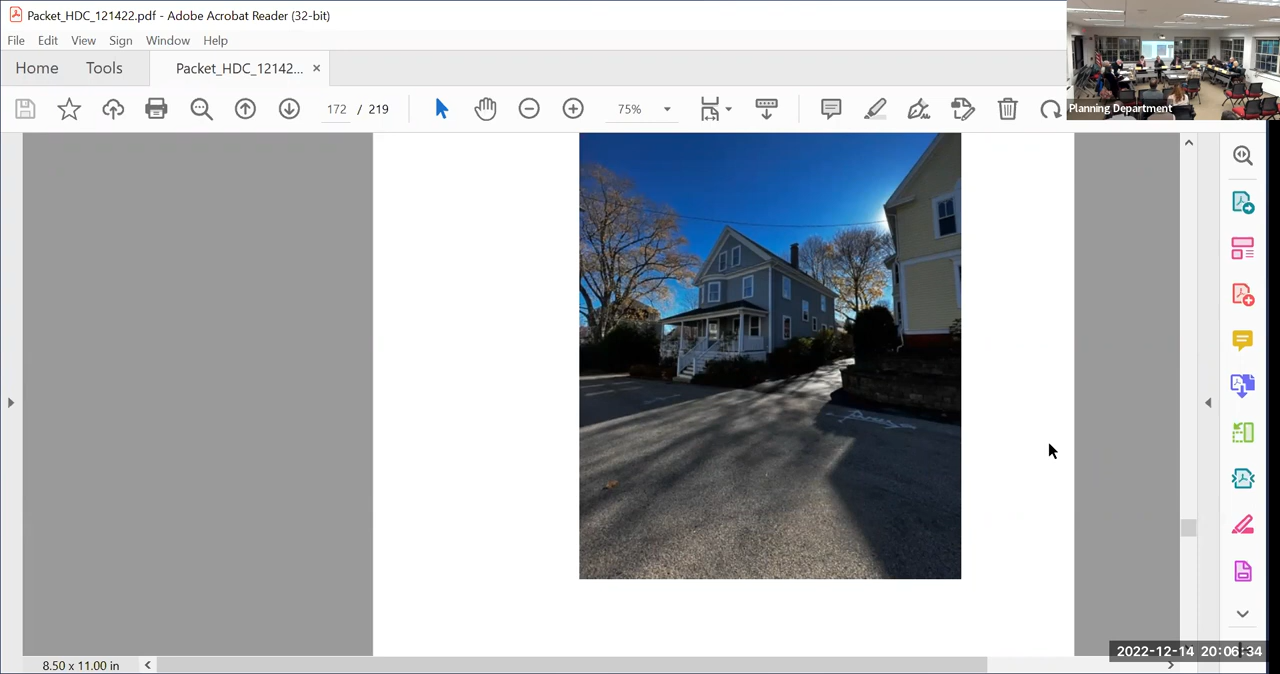 Packet_HDC_121422.pdf - Adobe Acrobat Reader (32-bit)
File Edit View Sign Window Help
Home Tools Packet_HDC_12142... ×
172 / 219 75%
Planning Department
2022-12-14 20:06:34
8.50 x 11.00 in